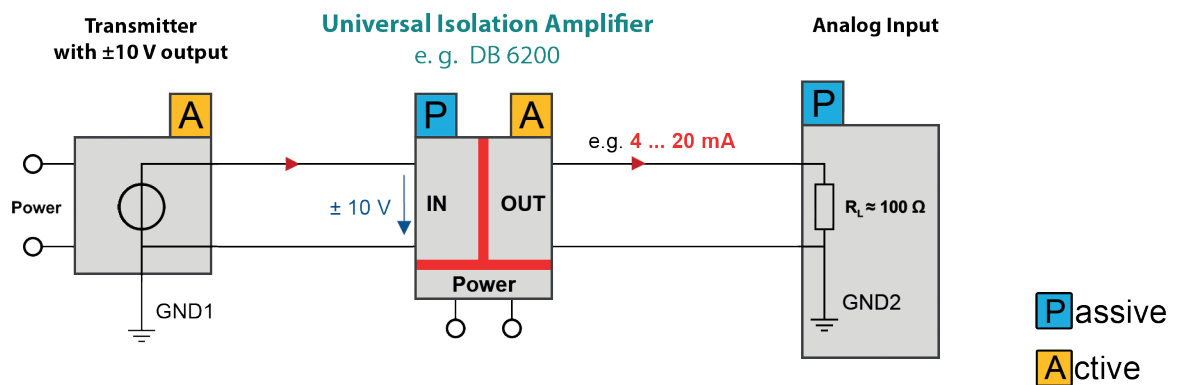 Transmitter
with ±10 V output
Universal Isolation Amplifier
e. g. DB 6200
Analog Input
A
P
A
P
e.g. 4 ... 20 mA
Power
± 10 V
IN
OUT
RL ≈ 100 Ω
Power
GND1
GND2
Passive
Active